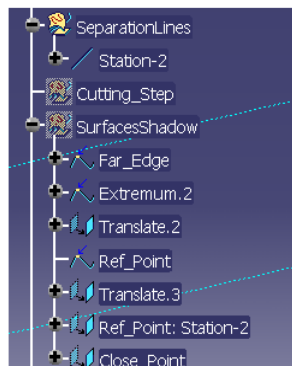 SeparationLines
Station-2
Cutting_Step
SurfacesShadow
Far_Edge
Extremum.2
Translate.2
Ref_Point
Translate.3
Ref_Point: Station-2
Close_Point